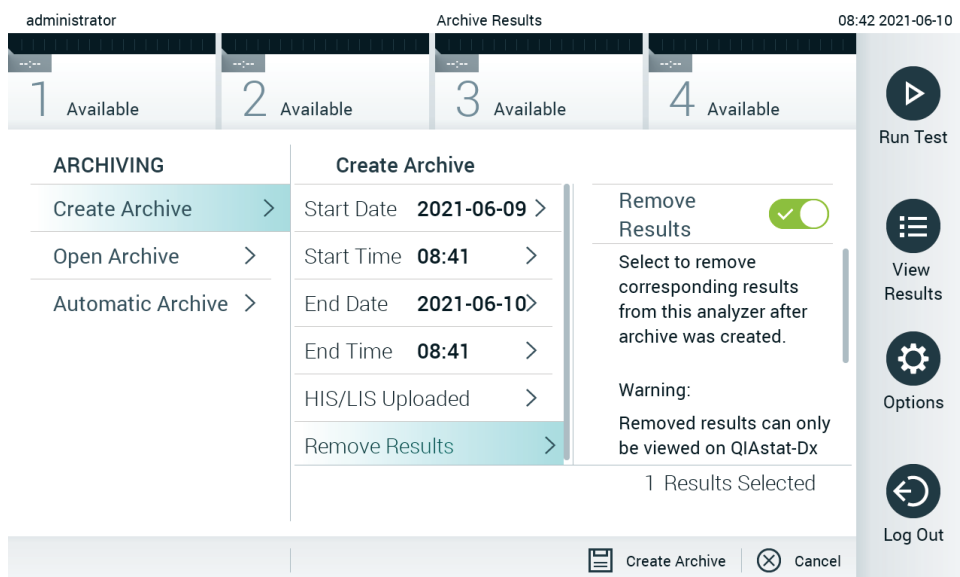 administrator
Archive Results
08:42 2021-06-10
--:--
1 Available
--:--
2 Available
--:--
3 Available
--:--
4 Available
Run Test
View
Results
Options
Log Out
ARCHIVING
Create Archive
Open Archive
Automatic Archive
Create Archive
Start Date 2021-06-09
Start Time 08:41
End Date 2021-06-10
End Time 08:41
HIS/LIS Uploaded
Remove Results
Remove
Results
Select to remove
corresponding results
from this analyzer after
archive was created.
Warning:
Removed results can only
be viewed on QIAstat-Dx
1 Results Selected
Create Archive
Cancel